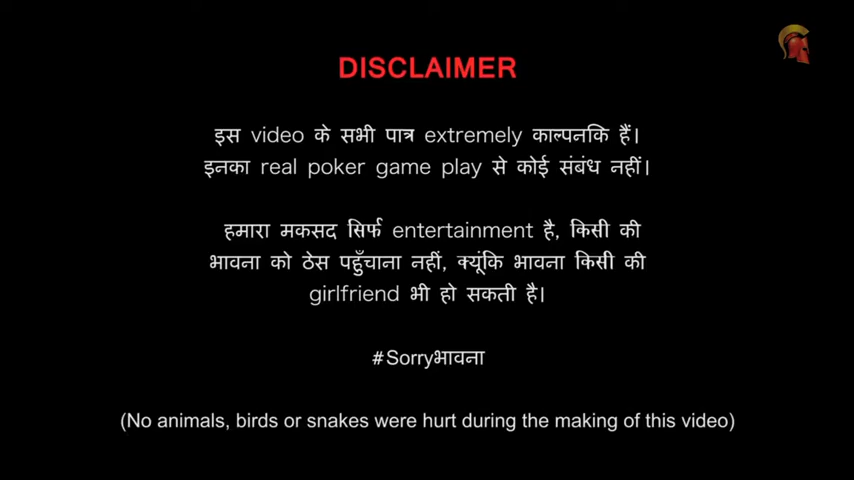 DISCLAIMER
इस video के सभी पात्र extremely काल्पनकि हैं।
इनका real poker game play से कोई संबंध नहीं।
हमारा मकसद सिर्फ entertainment है, किसी की
भावना को ठेस पहुँचाना नहीं, क्यूंकि भावना किसी की
girlfriend भी हो सकती है।
#Sorryभावना
(No animals, birds or snakes were hurt during the making of this video)